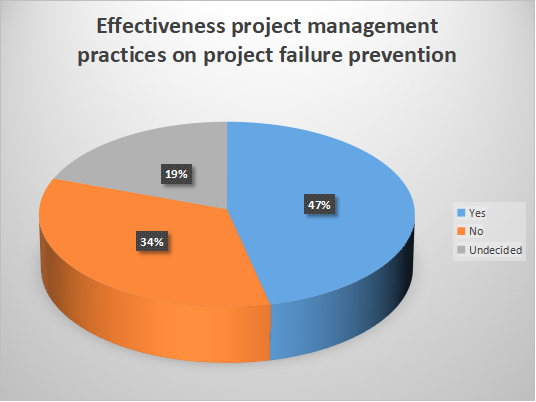 Effectiveness project management
practices on project failure prevention
19%
47%
34%
Yes
No
Undecided